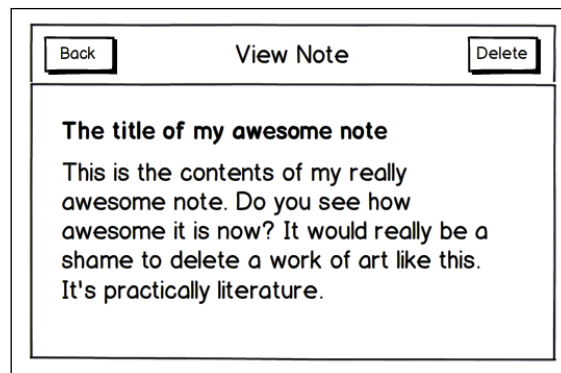 Back View Note Delete
The title of my awesome note
This is the contents of my really
awesome note. Do you see how
awesome it is now? It would really be a
shame to delete a work of art like this.
It's practically literature.